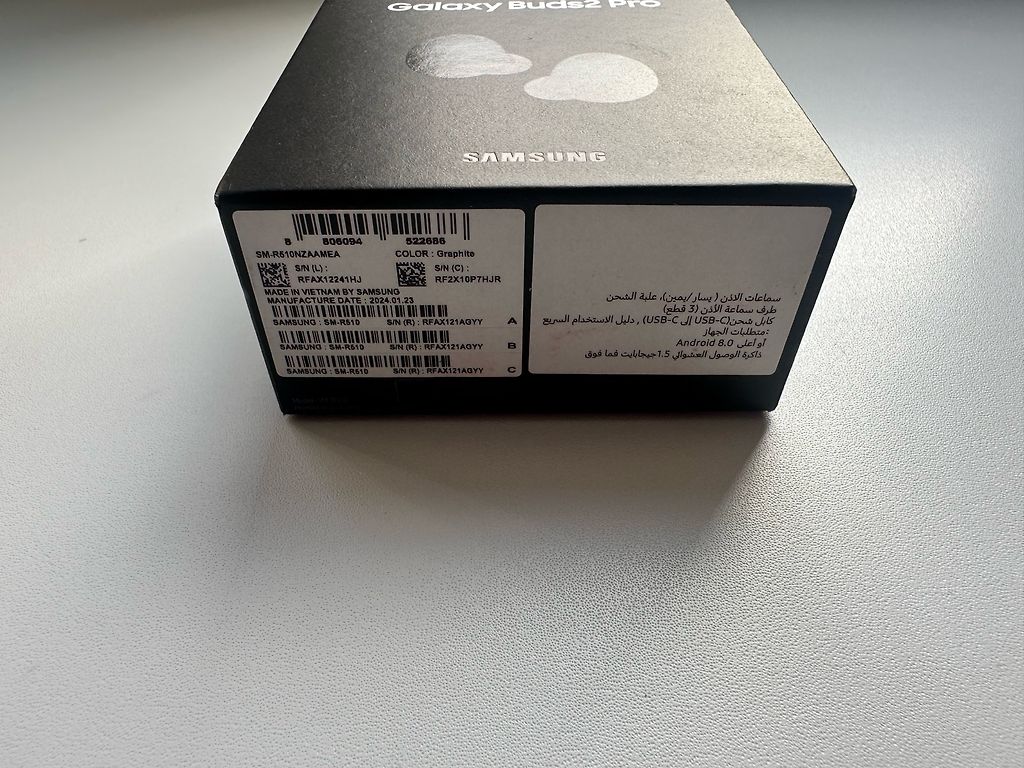 Galaxy Buds2 Pro
SAMSUNG
8 806094 522686
SM-R510NZAAMEA COLOR : Graphite
S/N (L) : S/N (C) :
RFAX12241HJ RF2X10P7HJR
MADE IN VIETNAM BY SAMSUNG
MANUFACTURE DATE : 2024.01.23
SAMSUNG : SM-R510 S/N (R) : RFAX121AGYY A
SAMSUNG : SM-R510 S/N (R) : RFAX121AGYY B
SAMSUNG : SM-R510 S/N (R) : RFAX121AGYY C
سماعات الاذن ( يسار/يمين)، علبة الشحن
طرف سماعة الأذن (3 قطع)
كابل شحن(USB-C إلى USB-C) , دليل الاستخدام السريع
متطلبات الجهاز:
أو أعلى Android 8.0
ذاكرة الوصول العشوائي 1.5جيجابايت فما فوق